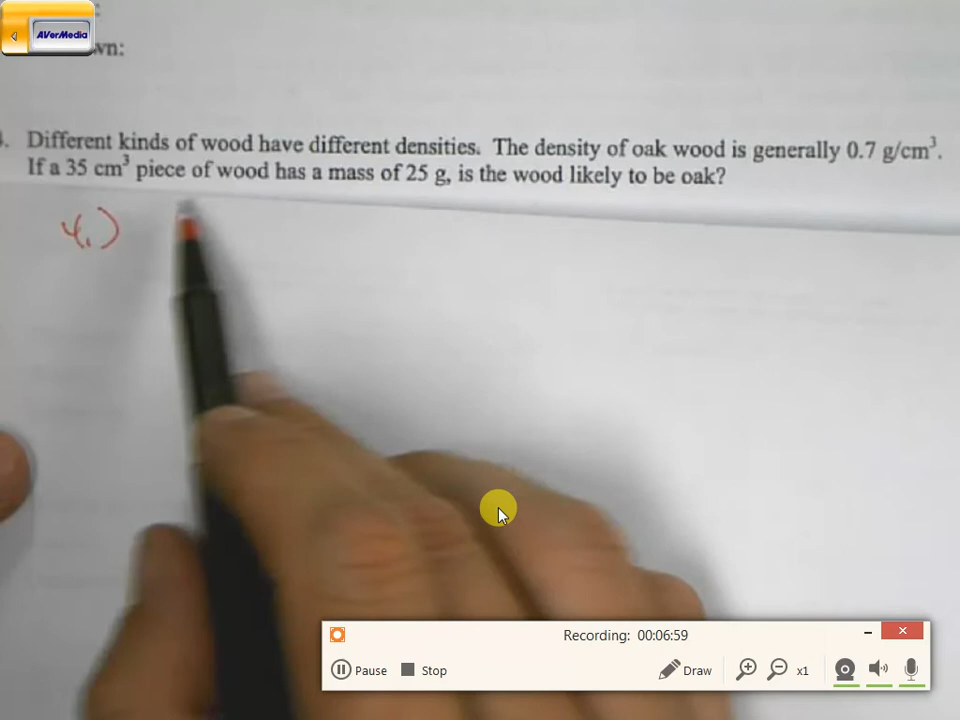 AVerMedia
wn:
. Different kinds of wood have different densities. The density of oak wood is generally 0.7 g/cm³.
If a 35 cm³ piece of wood has a mass of 25 g, is the wood likely to be oak?
4.)
Recording: 00:06:59
Pause Stop Draw x1